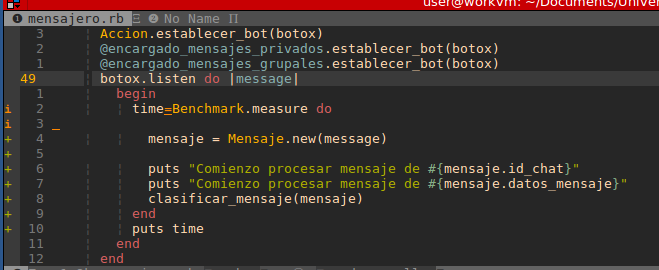 user@workvm: ~/Documents/Univer
❶ mensajero.rb Ξ ❷ No Name Π
3 Accion.establecer_bot(botox)
2 @encargado_mensajes_privados.establecer_bot(botox)
1 @encargado_mensajes_grupales.establecer_bot(botox)
49 botox.listen do |message|
1 begin
i 2 time=Benchmark.measure do
i 3 _
+ 4 mensaje = Mensaje.new(message)
+ 5
+ 6 puts "Comienzo procesar mensaje de #{mensaje.id_chat}"
+ 7 puts "Comienzo procesar mensaje de #{mensaje.datos_mensaje}"
+ 8 clasificar_mensaje(mensaje)
+ 9 end
+ 10 puts time
11 end
12 end